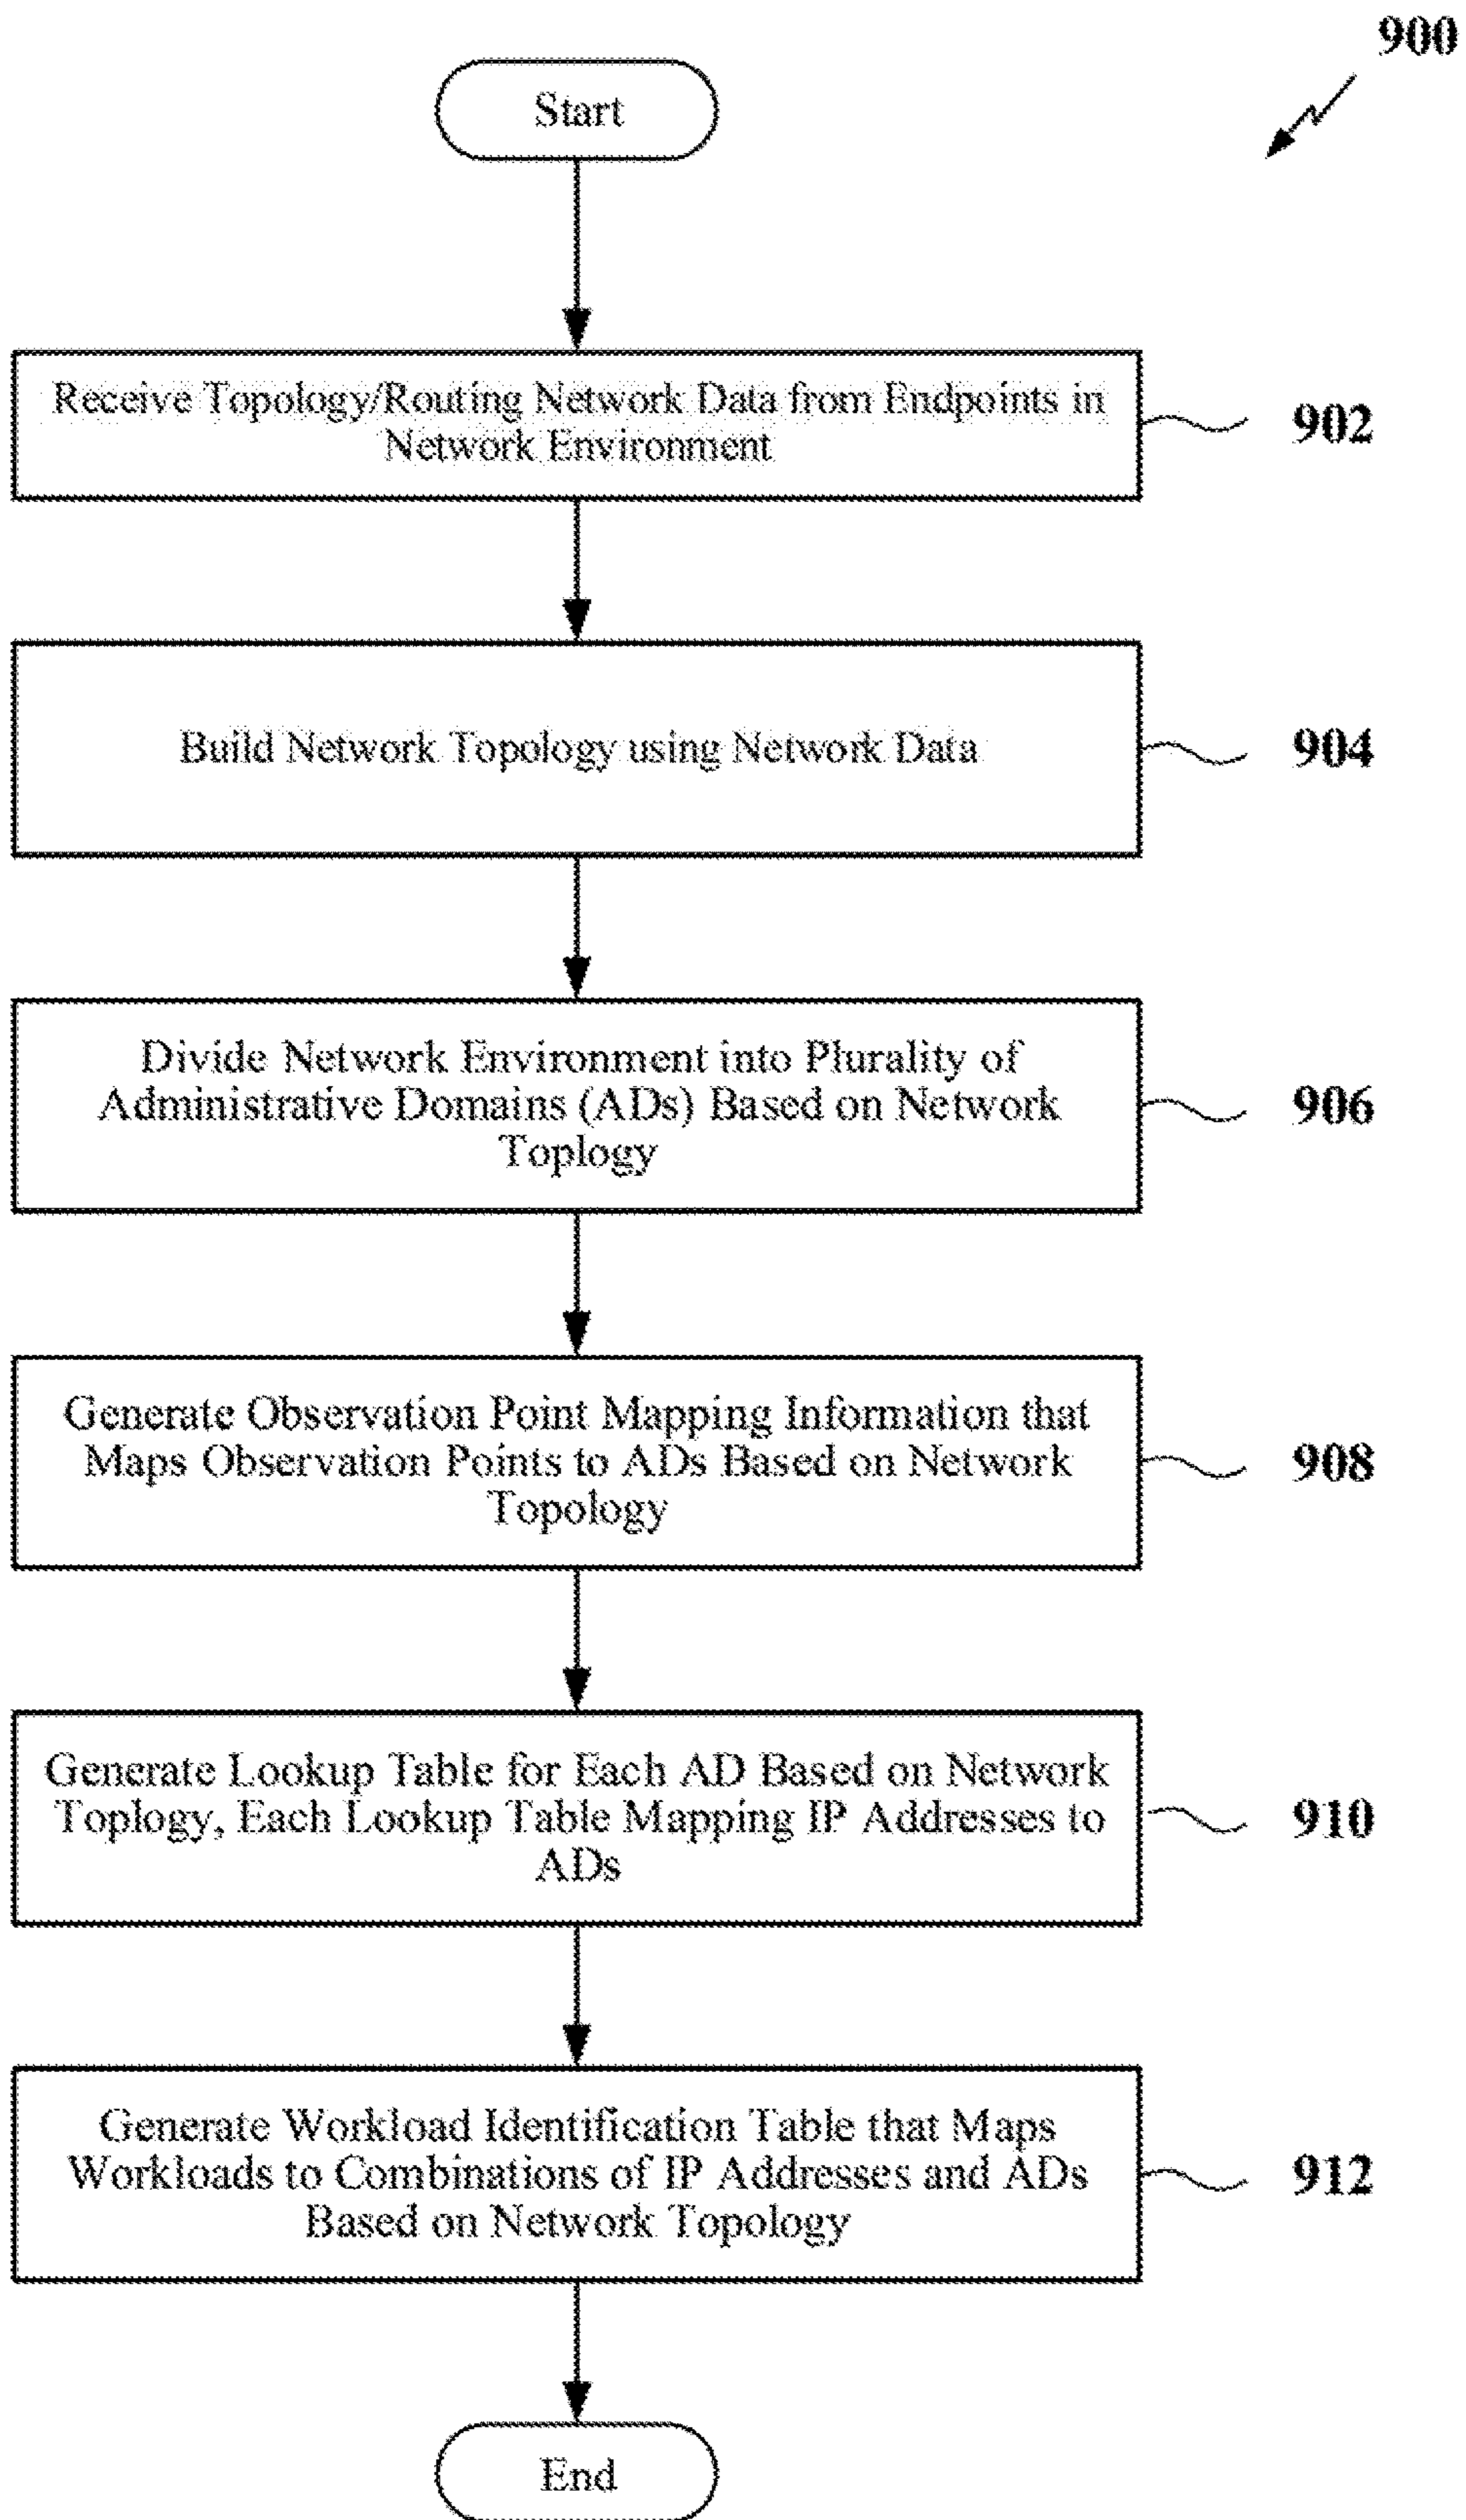 900
Start
Receive Topology/Routing Network Data from Endpoints in
Network Environment
902
Build Network Topology using Network Data
904
Divide Network Environment into Plurality of
Administrative Domains (ADs) Based on Network
Toplogy
906
Generate Observation Point Mapping Information that
Maps Observation Points to ADs Based on Network
Topology
908
Generate Lookup Table for Each AD Based on Network
Toplogy, Each Lookup Table Mapping IP Addresses to
ADs
910
Generate Workload Identification Table that Maps
Workloads to Combinations of IP Addresses and ADs
Based on Network Topology
912
End